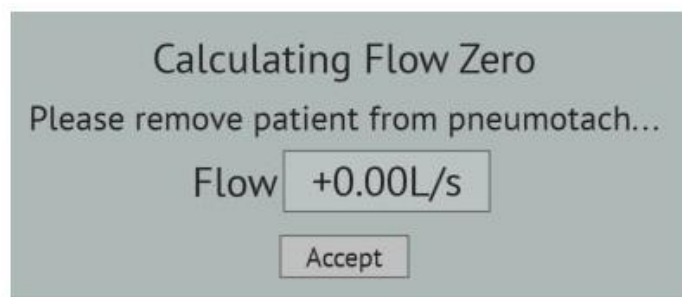 Calculating Flow Zero
Please remove patient from pneumotach...
Flow +0.00L/s
Accept